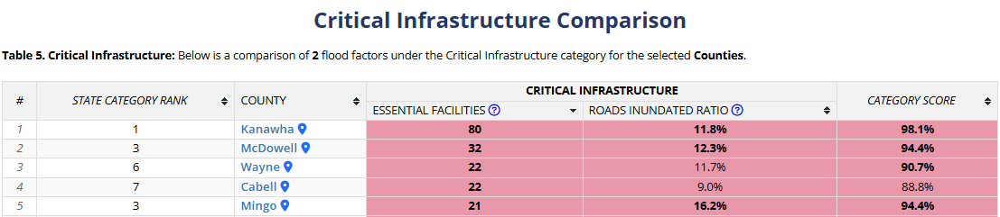 Critical Infrastructure Comparison
Table 5. Critical Infrastructure: Below is a comparison of 2 flood factors under the Critical Infrastructure category for the selected Counties.
# STATE CATEGORY RANK COUNTY CRITICAL INFRASTRUCTURE CATEGORY SCORE
ESSENTIAL FACILITIES ? ROADS INUNDATED RATIO ?
1 1 Kanawha 80 11.8% 98.1%
2 3 McDowell 32 12.3% 94.4%
3 6 Wayne 22 11.7% 90.7%
4 7 Cabell 22 9.0% 88.8%
5 3 Mingo 21 16.2% 94.4%